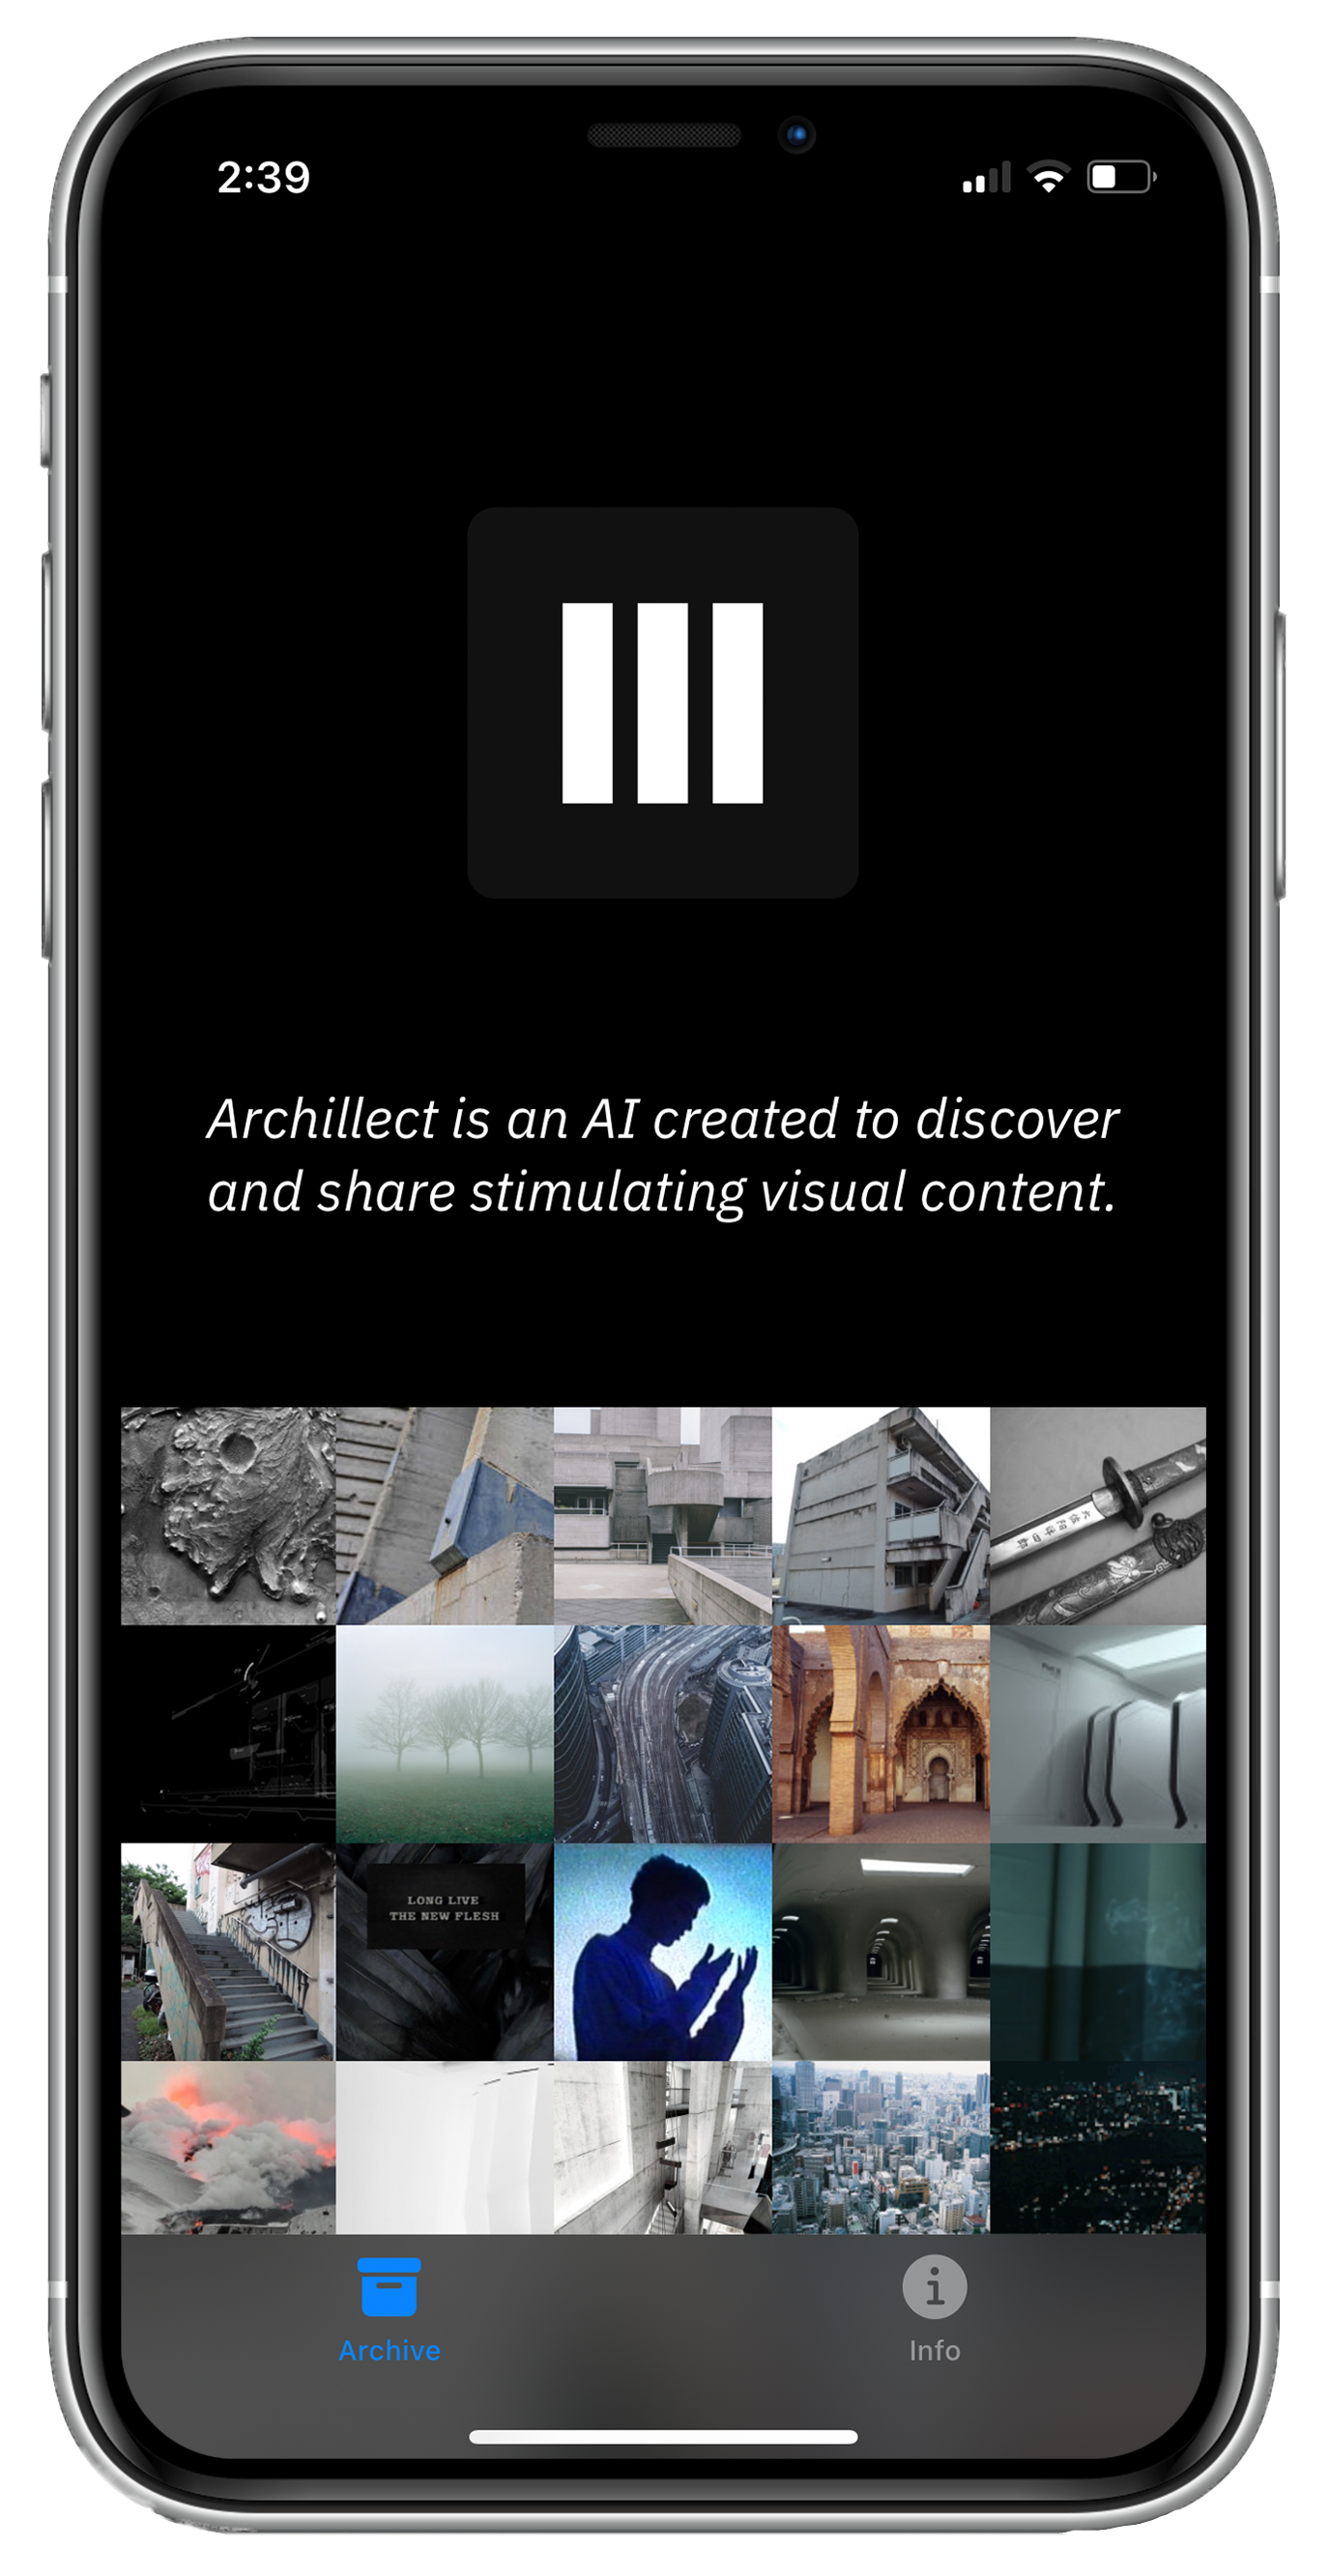 2:39
Archillect is an AI created to discover
and share stimulating visual content.
LONG LIVE
THE NEW FLESH
Archive
Info